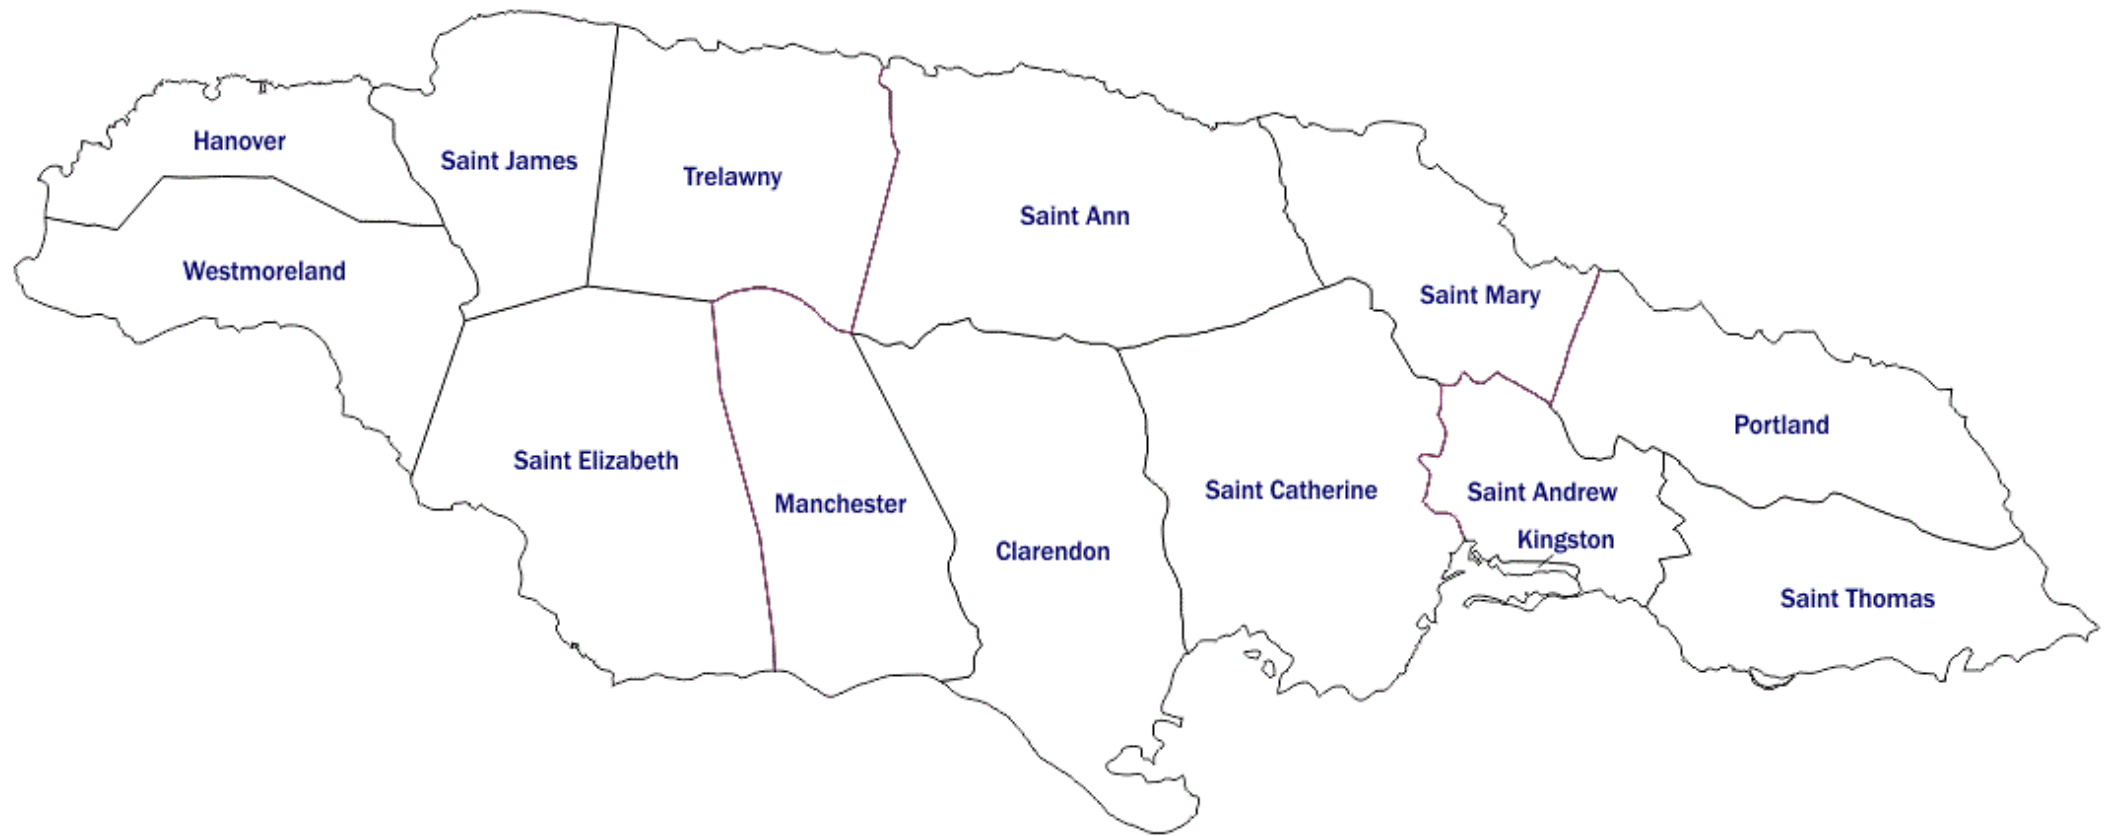 Hanover
Saint James
Trelawny
Saint Ann
Westmoreland
Saint Mary
Portland
Saint Elizabeth
Manchester
Saint Catherine
Saint Andrew
Kingston
Clarendon
Saint Thomas